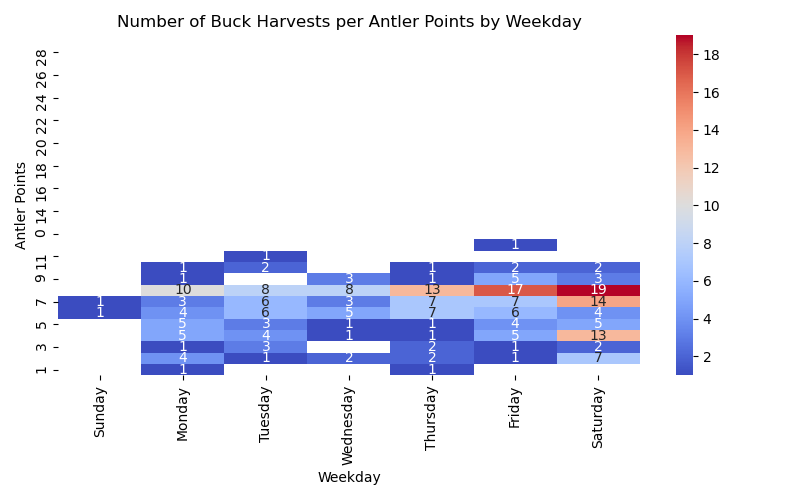 Number of Buck Harvests per Antler Points by Weekday
Antler Points
28
26
24
22
20
18
16
14
0
11
9
7
5
3
1
1
1
1 2 1 2 2
1 3 1 5 3
10 8 8 13 17 19
1 3 6 3 7 7 14
1 4 6 5 7 6 4
5 3 1 1 4 5
5 4 1 1 5 13
1 3 2 1 2
4 1 2 2 1 7
1 1
Sunday Monday Tuesday Wednesday Thursday Friday Saturday
Weekday
18
16
14
12
10
8
6
4
2